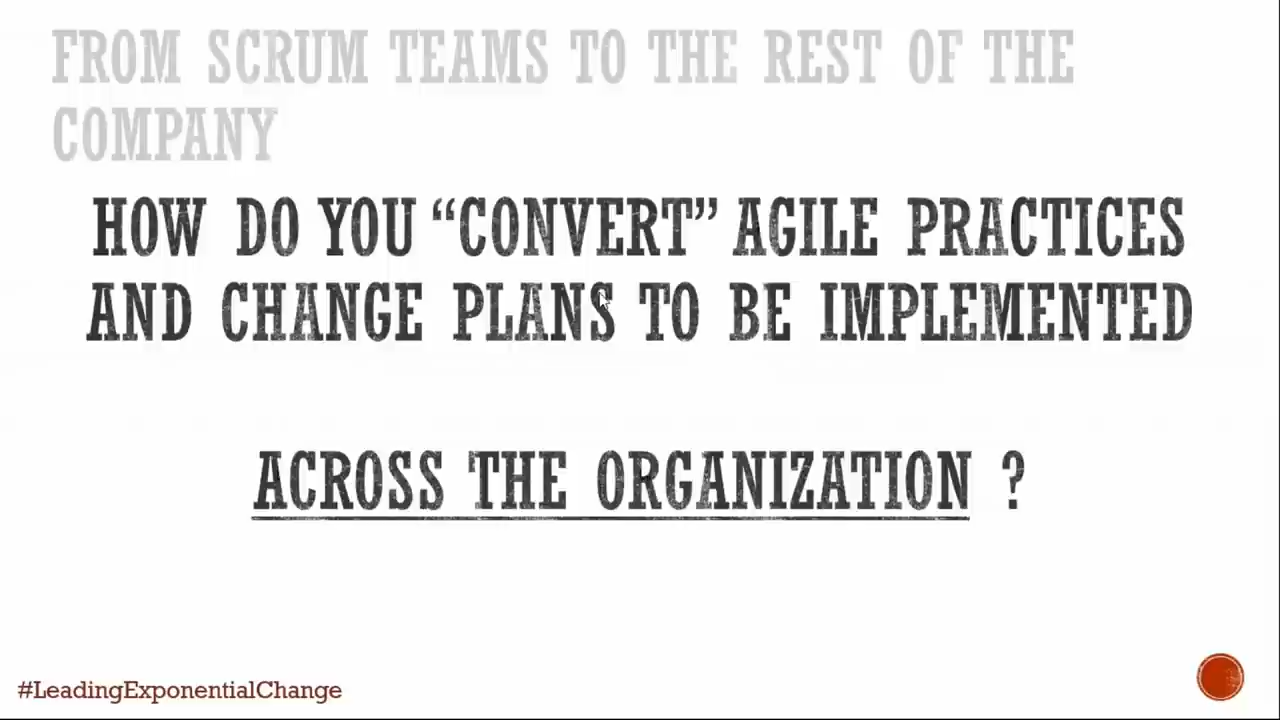 FROM SCRUM TEAMS TO THE REST OF THE
COMPANY
HOW DO YOU “CONVERT” AGILE PRACTICES
AND CHANGE PLANS TO BE IMPLEMENTED
ACROSS THE ORGANIZATION ?
#LeadingExponentialChange